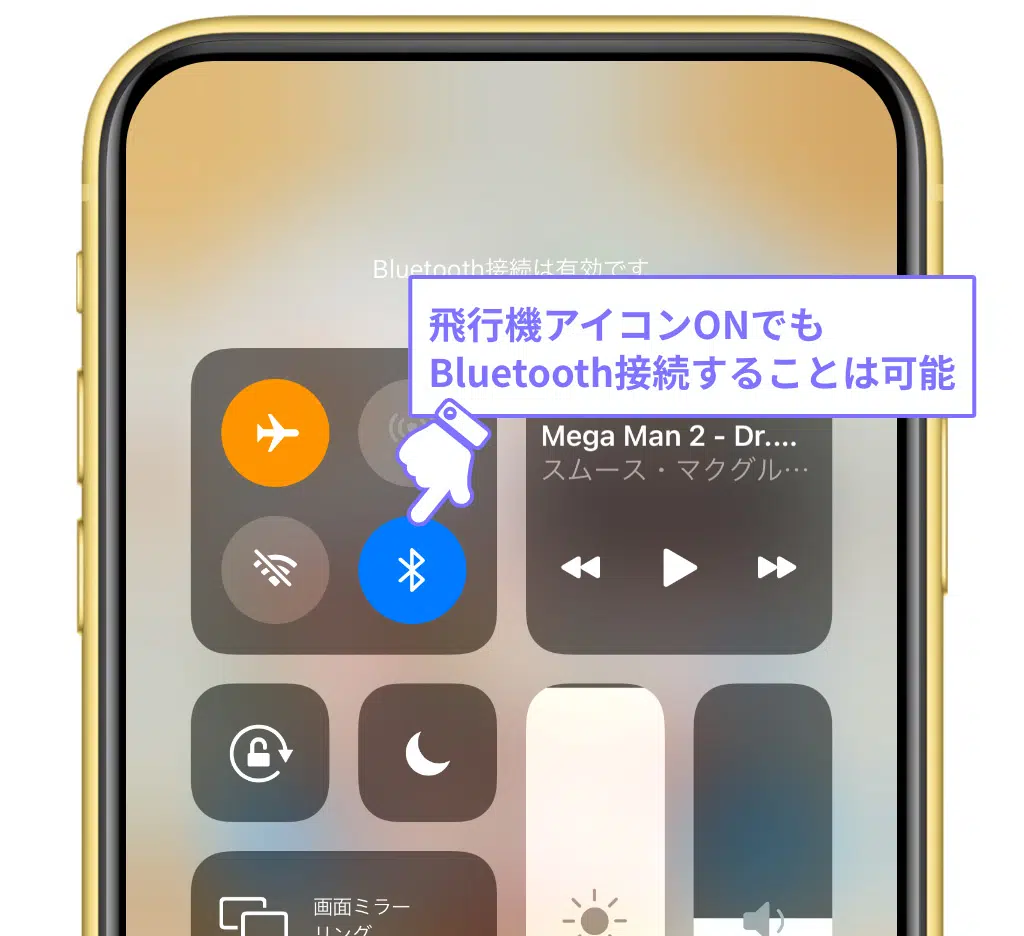 Bluetooth接続は有効です
飛行機アイコンONでも
Bluetooth接続することは可能
Mega Man 2 - Dr....
スムース・マクグル…
画面ミラー
リング